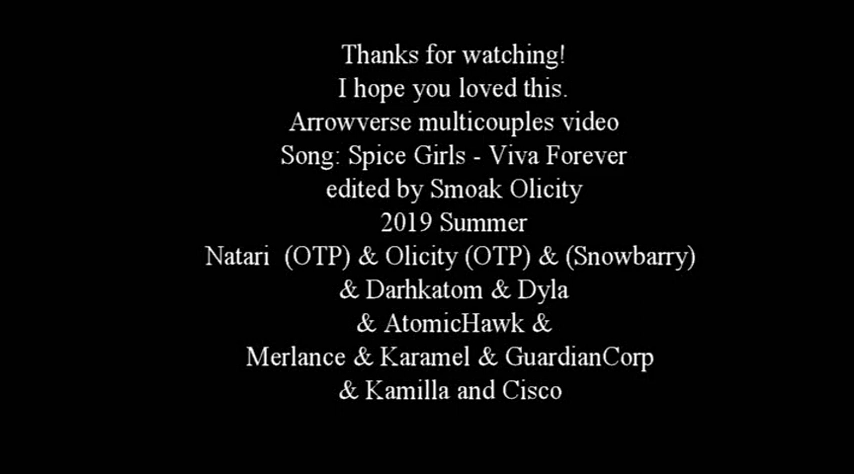 Thanks for watching!
I hope you loved this.
Arrowverse multicouples video
Song: Spice Girls - Viva Forever
edited by Smoak Olicity
2019 Summer
Natari  (OTP) & Olicity (OTP) & (Snowbarry)
& Darhkatom & Dyla
& AtomicHawk &
Merlance & Karamel & GuardianCorp
& Kamilla and Cisco